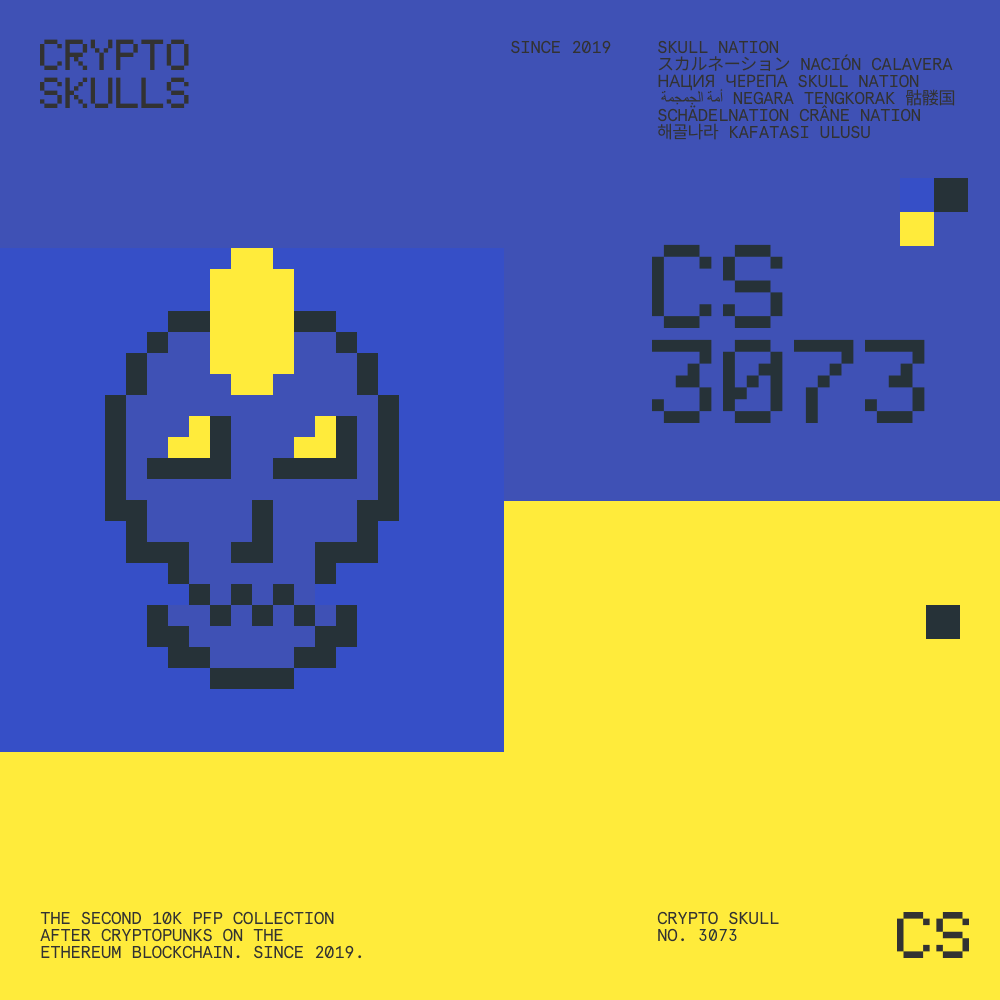 CRYPTO
SKULLS
SINCE 2019
SKULL NATION
スカルネーション NACIÓN CALAVERA
НАЦИЯ ЧЕРЕПА SKULL NATION
أمة الجمجمة NEGARA TENGKORAK 骷髅国
SCHÄDELNATION CRÂNE NATION
해골나라 KAFATASI ULUSU
CS
3073
THE SECOND 10K PFP COLLECTION
AFTER CRYPTOPUNKS ON THE
ETHEREUM BLOCKCHAIN. SINCE 2019.
CRYPTO SKULL
NO. 3073
CS